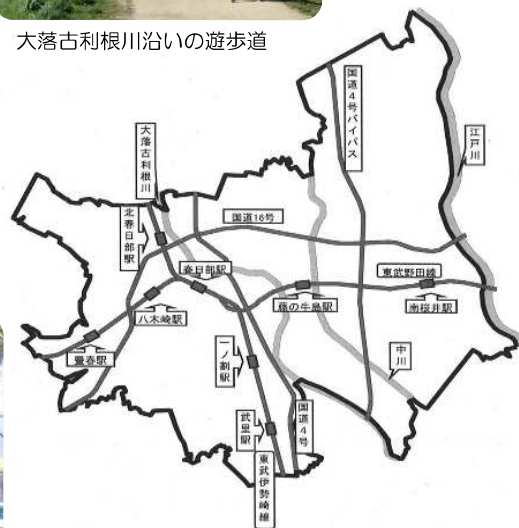 大落古利根川沿いの遊歩道
国道4号バイパス
大落古利根川
江戸川
北春日部駅
国道16号
春日部駅
東武野田線
八木崎駅
藤の牛島駅
南桜井駅
豊春駅
一ノ割駅
中川
武里駅
国道4号
東武伊勢崎線